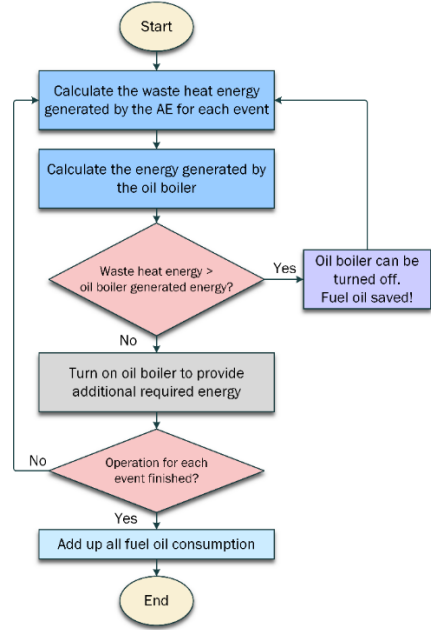 Start
Calculate the waste heat energy
generated by the AE for each event
Calculate the energy generated by
the oil boiler
Waste heat energy >
oil boiler generated energy?
Yes
Oil boiler can be
turned off.
Fuel oil saved!
No
Turn on oil boiler to provide
additional required energy
No
Operation for each
event finished?
Yes
Add up all fuel oil consumption
End